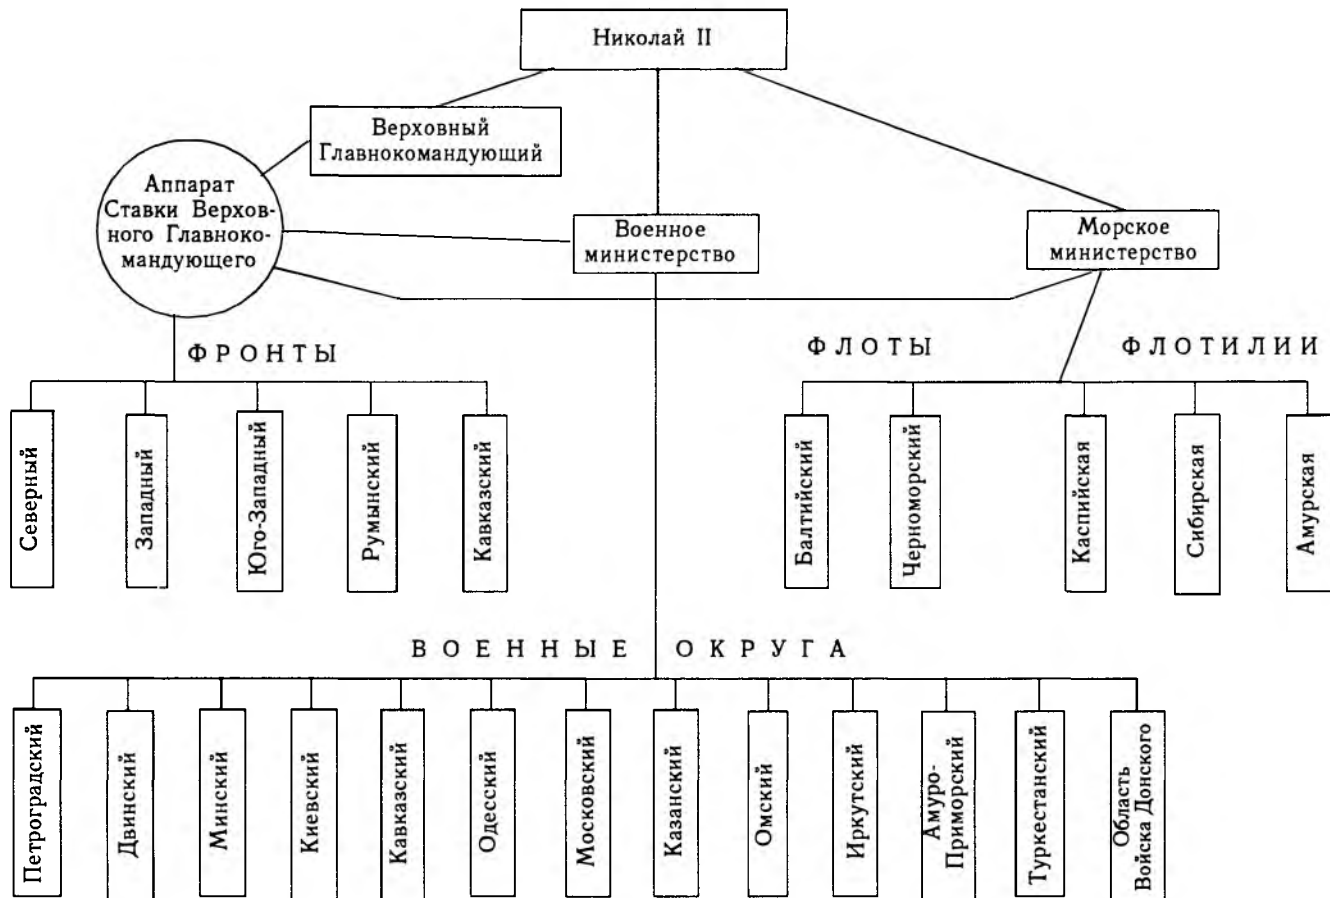 Николай II
Верховный
Главнокомандующий
Аппарат
Ставки Верхов-
ного Главноко-
мандующего
Военное
министерство
Морское
министерство
ФРОНТЫ
Северный
Западный
Юго-Западный
Румынский
Кавказский
ФЛОТЫ
Балтийский
Черноморский
ФЛОТИЛИИ
Каспийская
Сибирская
Амурская
ВОЕННЫЕ ОКРУГА
Петроградский
Двинский
Минский
Киевский
Кавказский
Одесский
Московский
Казанский
Омский
Иркутский
Амуро-
Приморский
Туркестанский
Область
Войска Донского